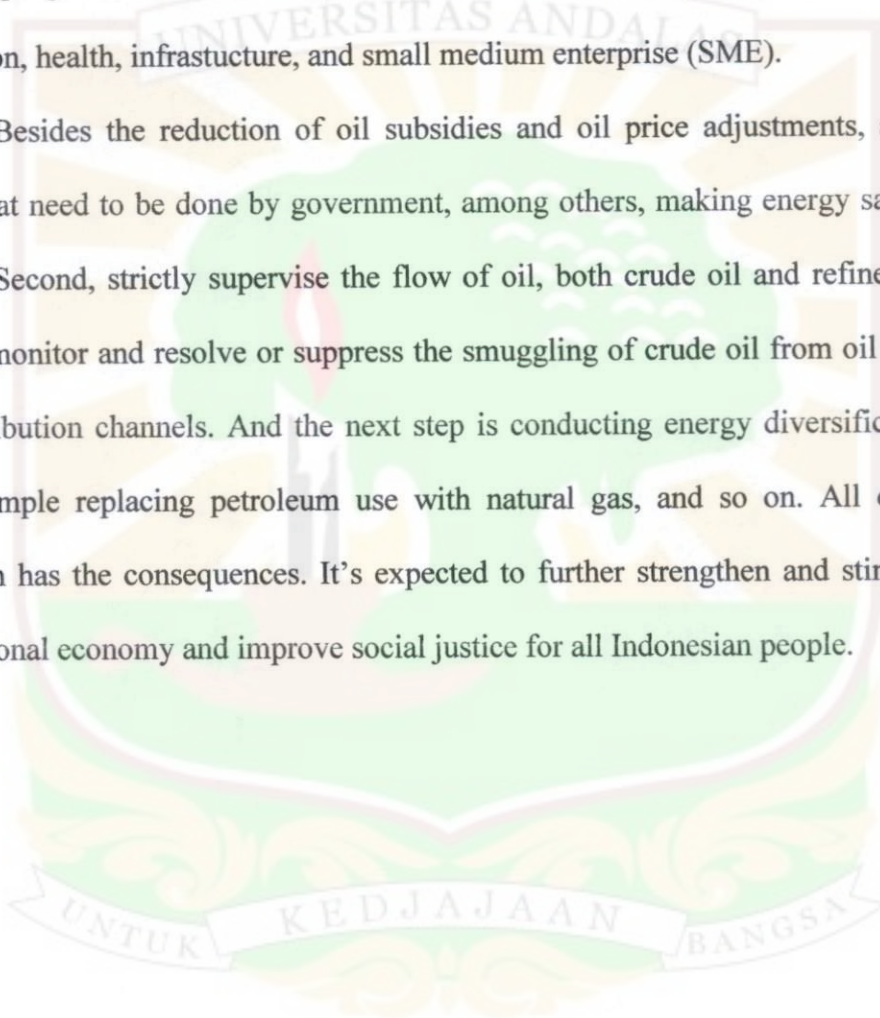 UNIVERSITAS ANDALAS
on, health, infrastucture, and small medium enterprise (SME).
Besides the reduction of oil subsidies and oil price adjustments,
at need to be done by government, among others, making energy sa
Second, strictly supervise the flow of oil, both crude oil and refine
monitor and resolve or suppress the smuggling of crude oil from oil
bution channels. And the next step is conducting energy diversific
mple replacing petroleum use with natural gas, and so on. All
has the consequences. It's expected to further strengthen and stir
onal economy and improve social justice for all Indonesian people.
UNTUK KEDJAJAAN BANGSA